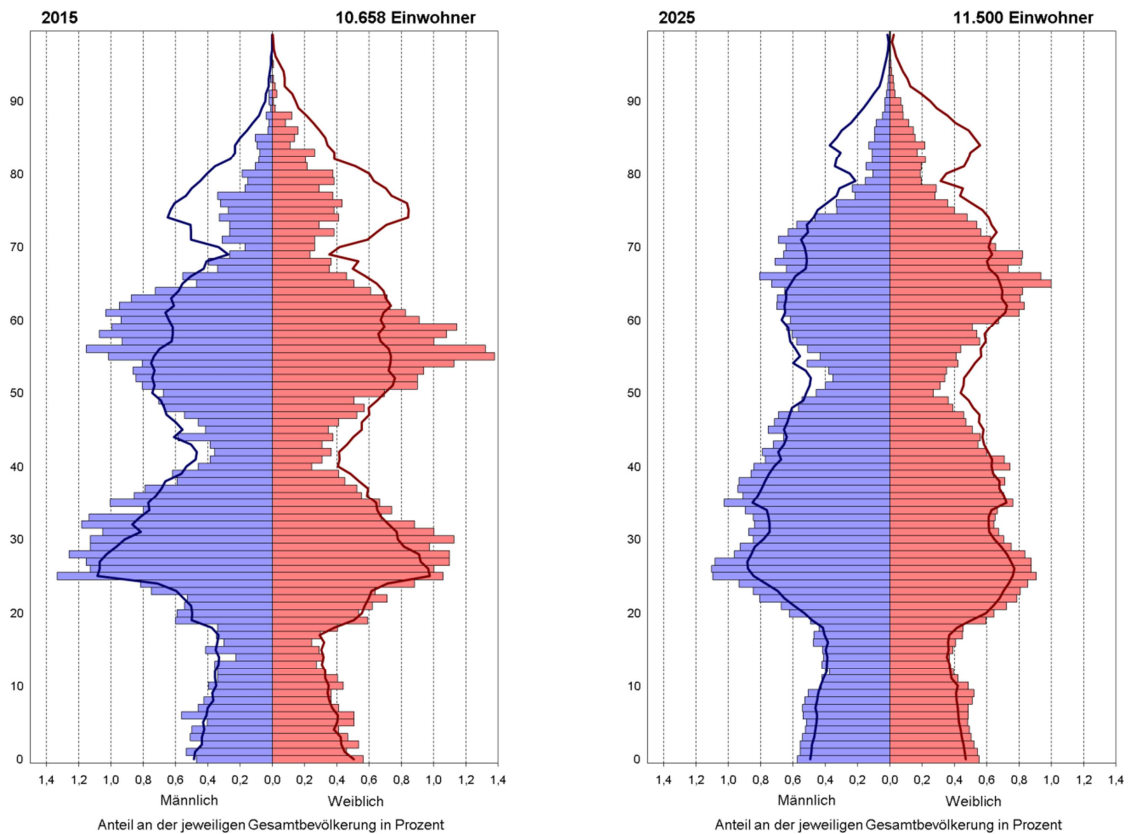 2015 10.658 Einwohner
90
80
70
60
50
40
30
20
10
0
1,4 1,2 1,0 0,8 0,6 0,4 0,2 0,0 0,2 0,4 0,6 0,8 1,0 1,2 1,4
Männlich Weiblich
Anteil an der jeweiligen Gesamtbevölkerung in Prozent
2025 11.500 Einwohner
90
80
70
60
50
40
30
20
10
0
1,4 1,2 1,0 0,8 0,6 0,4 0,2 0,0 0,2 0,4 0,6 0,8 1,0 1,2 1,4
Männlich Weiblich
Anteil an der jeweiligen Gesamtbevölkerung in Prozent